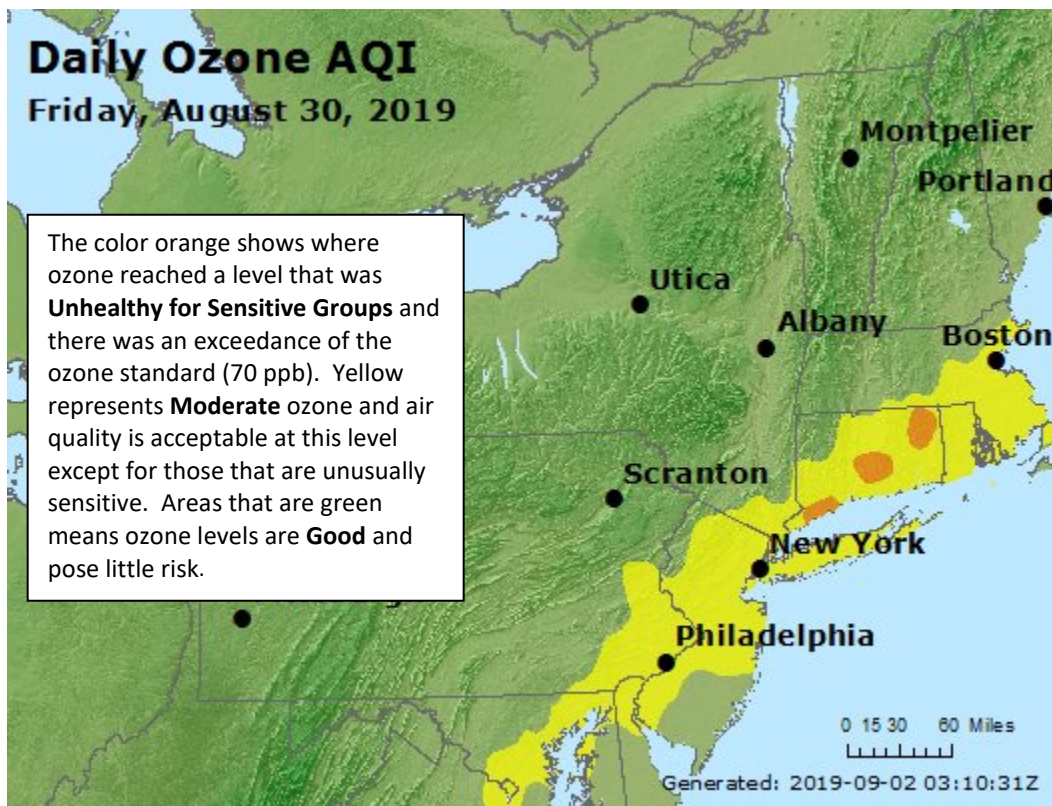 Daily Ozone AQI
Friday, August 30, 2019
Montpelier
Portland
The color orange shows where
ozone reached a level that was
Unhealthy for Sensitive Groups and
there was an exceedance of the
ozone standard (70 ppb). Yellow
represents Moderate ozone and air
quality is acceptable at this level
except for those that are unusually
sensitive. Areas that are green
means ozone levels are Good and
pose little risk.
Utica
Albany
Boston
Scranton
New York
Philadelphia
0 15 30 60 Miles
Generated: 2019-09-02 03:10:31Z